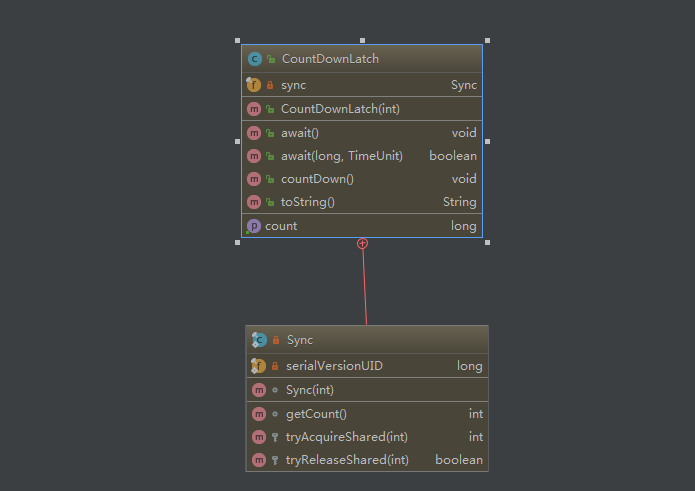 CountDownLatch
sync Sync
CountDownLatch(int)
await() void
await(long, TimeUnit) boolean
countDown() void
toString() String
count long
Sync
serialVersionUID long
Sync(int)
getCount() int
tryAcquireShared(int) int
tryReleaseShared(int) boolean